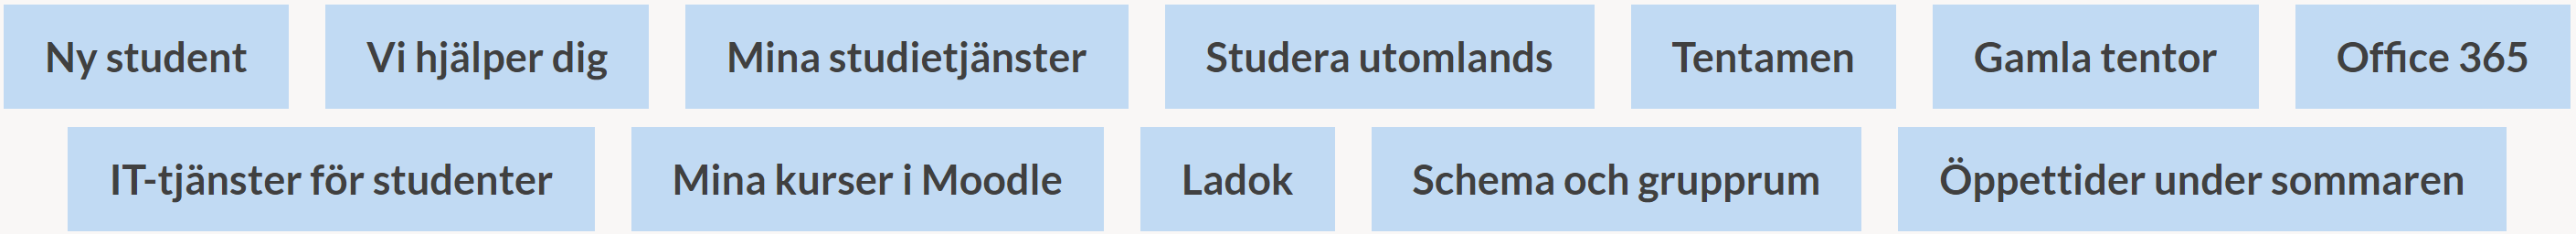 Ny student Vi hjälper dig Mina studietjänster Studera utomlands Tentamen Gamla tentor Office 365
IT-tjänster för studenter Mina kurser i Moodle Ladok Schema och grupprum Öppettider under sommaren